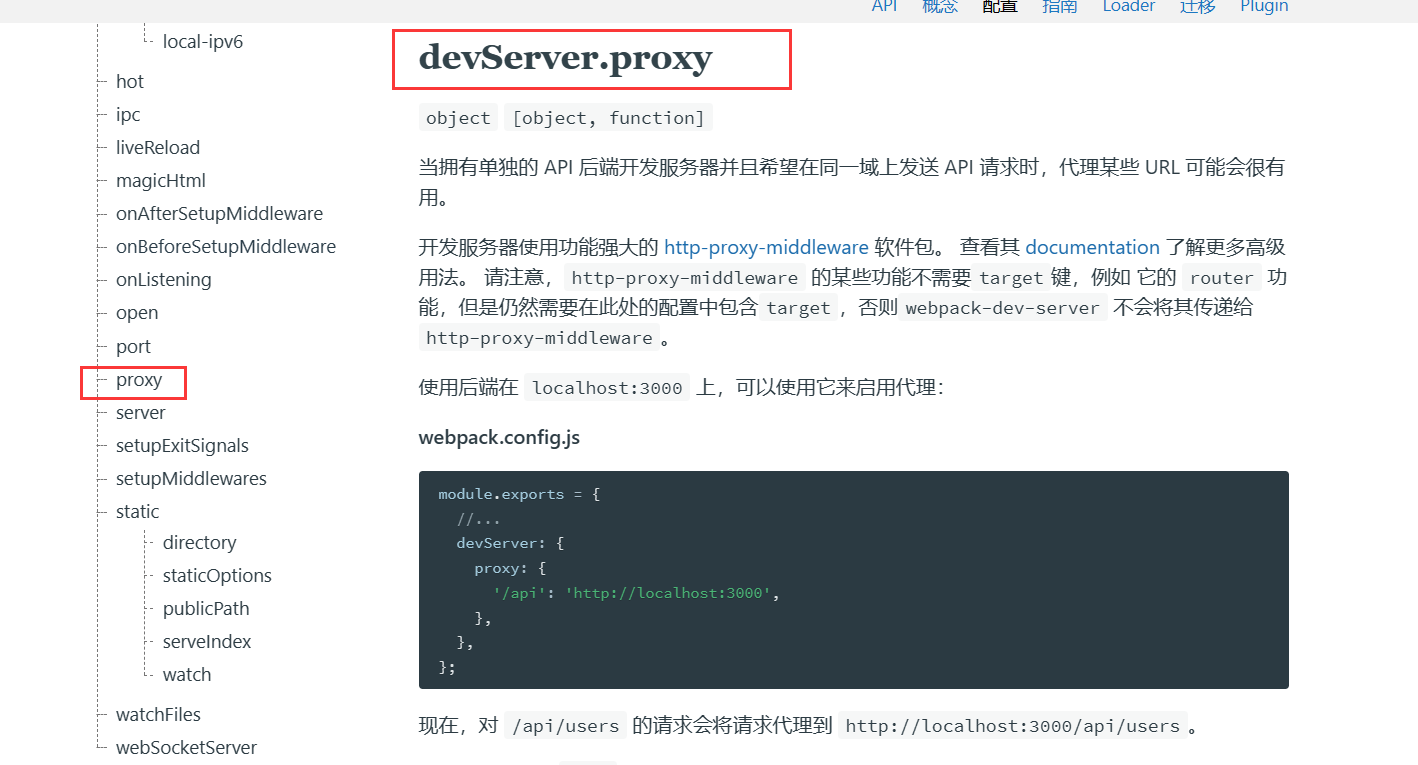 API 概念 配置 指南 Loader 迁移 Plugin
local-ipv6
hot
ipc
liveReload
magicHtml
onAfterSetupMiddleware
onBeforeSetupMiddleware
onListening
open
port
proxy
server
setupExitSignals
setupMiddlewares
static
directory
staticOptions
publicPath
serveIndex
watch
watchFiles
webSocketServer
devServer.proxy
object [object, function]
当拥有单独的 API 后端开发服务器并且希望在同一域上发送 API 请求时，代理某些 URL 可能会很有
用。
开发服务器使用功能强大的 http-proxy-middleware 软件包。 查看其 documentation 了解更多高级
用法。 请注意， http-proxy-middleware 的某些功能不需要 target 键，例如 它的 router 功
能，但是仍然需要在此处的配置中包含 target ，否则 webpack-dev-server 不会将其传递给
http-proxy-middleware 。
使用后端在 localhost:3000 上，可以使用它来启用代理：
webpack.config.js
module.exports = {
  //...
  devServer: {
    proxy: {
      '/api': 'http://localhost:3000',
    },
  },
};
现在，对 /api/users 的请求会将请求代理到 http://localhost:3000/api/users 。